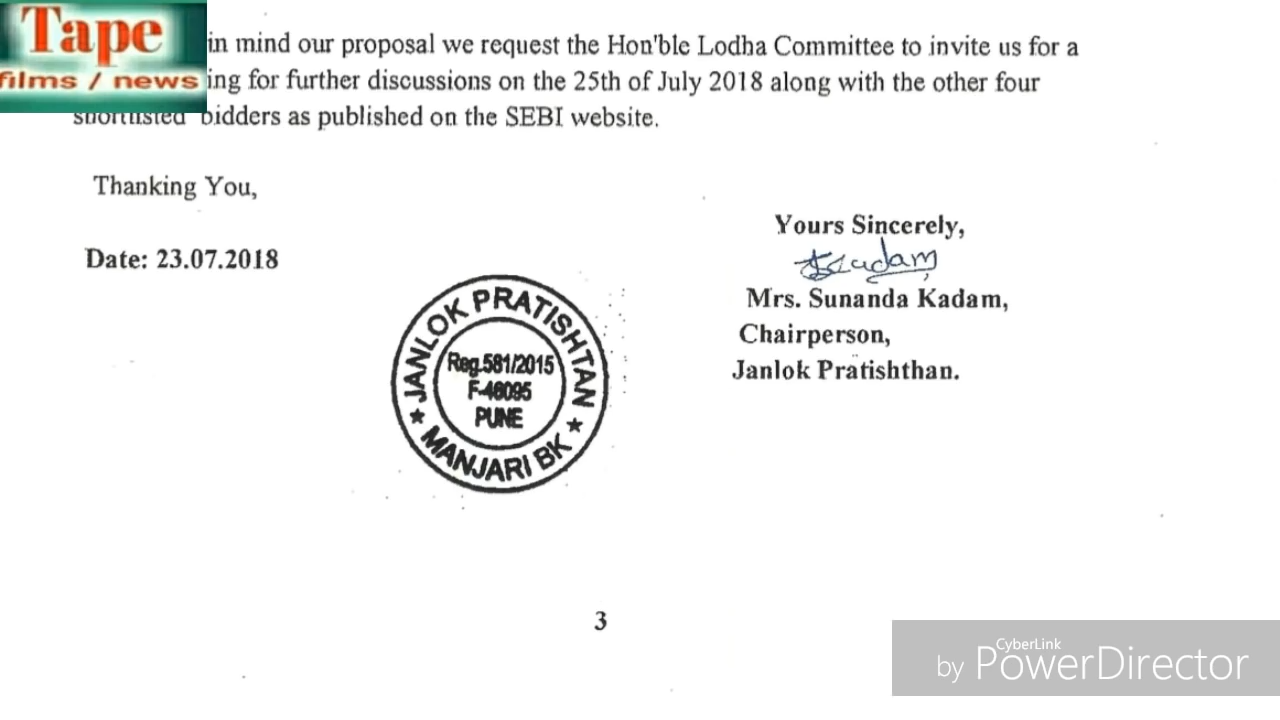 Tape
films / news
in mind our proposal we request the Hon'ble Lodha Committee to invite us for a
ing for further discussions on the 25th of July 2018 along with the other four
shortlisted bidders as published on the SEBI website.
Thanking You,
Yours Sincerely,
Date: 23.07.2018
Kadam
Mrs. Sunanda Kadam,
Chairperson,
Janlok Pratishthan.
JANLOK PRATISHTAN
Reg.581/2015
F-46095
PUNE
★ MANJARI BK ★
3
CyberLink
by PowerDirector